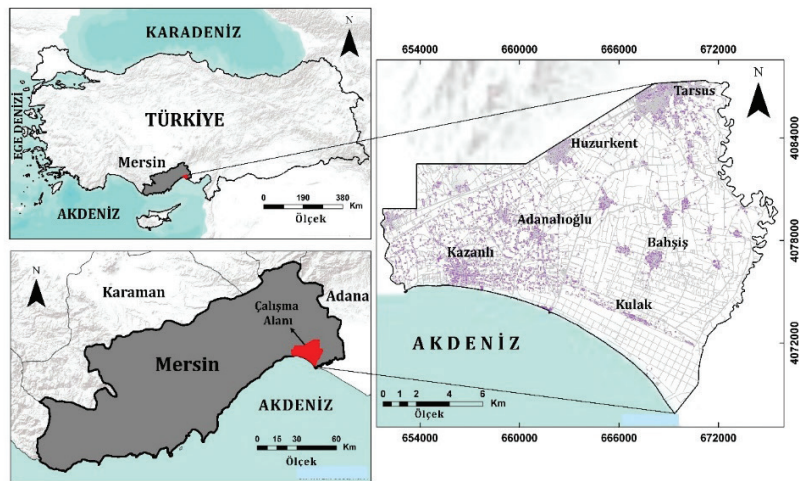 KARADENİZ
N
EGE DENİZİ
TÜRKİYE
Mersin
AKDENİZ
0 190 380
Km
Ölçek
N
Karaman
Adana
Çalışma
Alanı
Mersin
AKDENİZ
0 15 30 60
Km
Ölçek
654000 660000 666000 672000
N
Tarsus
Huzurkent
Adanalıoğlu
Kazanlı
Bahşiş
Kulak
AKDENİZ
0 1 2 4 6
Km
Ölçek
4084000
4078000
4072000
654000 660000 666000 672000